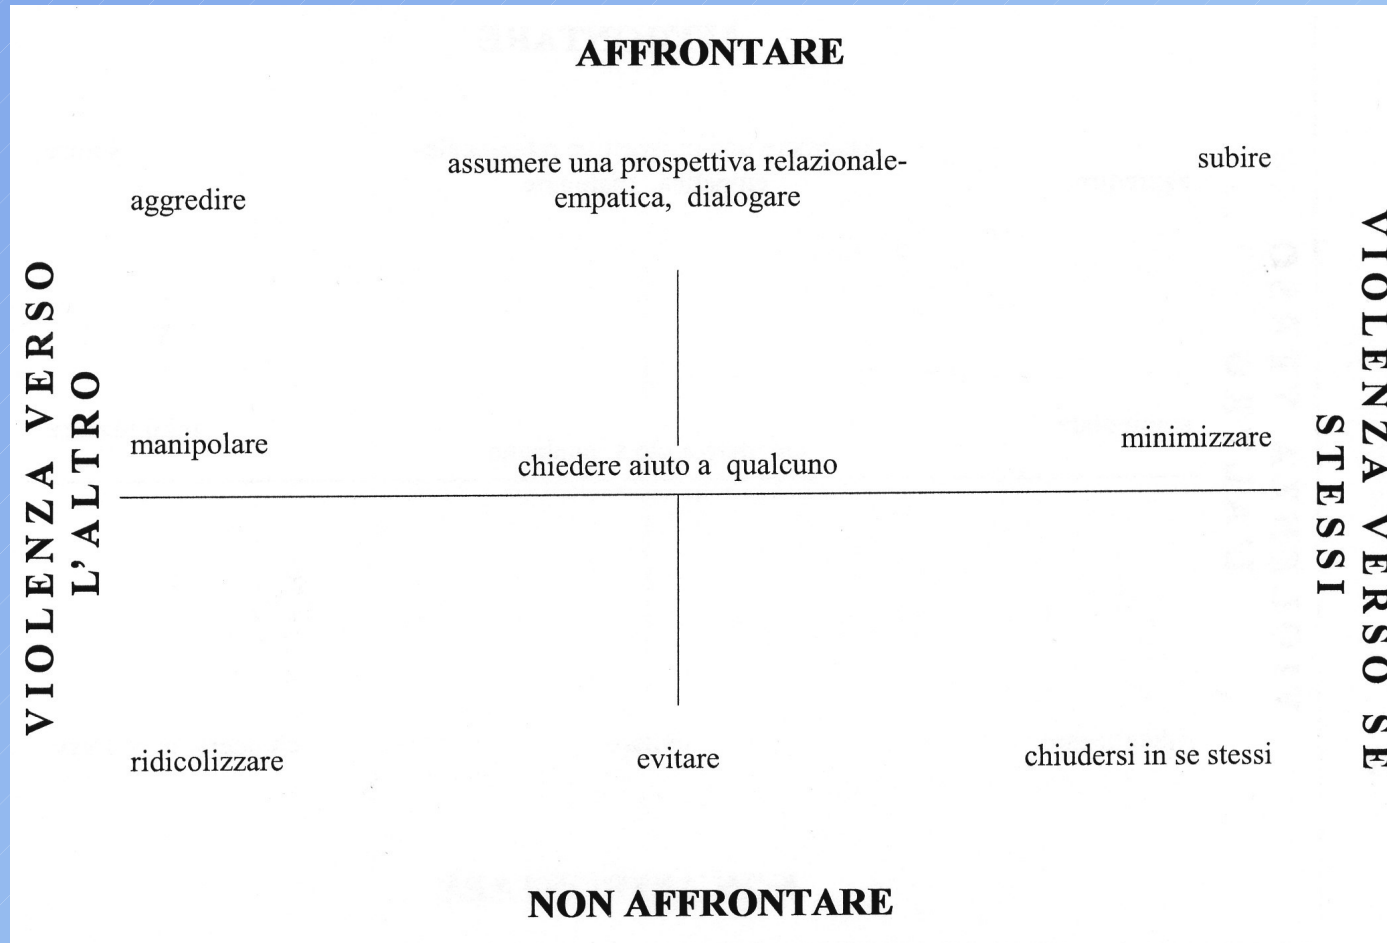 AFFRONTARE
assumere una prospettiva relazionale-
empatica, dialogare
subire
aggredire
VIOLENZA VERSO
L'ALTRO
VIOLENZA VERSO SE
STESSI
manipolare
chiedere aiuto a qualcuno
minimizzare
ridicolizzare
evitare
chiudersi in se stessi
NON AFFRONTARE